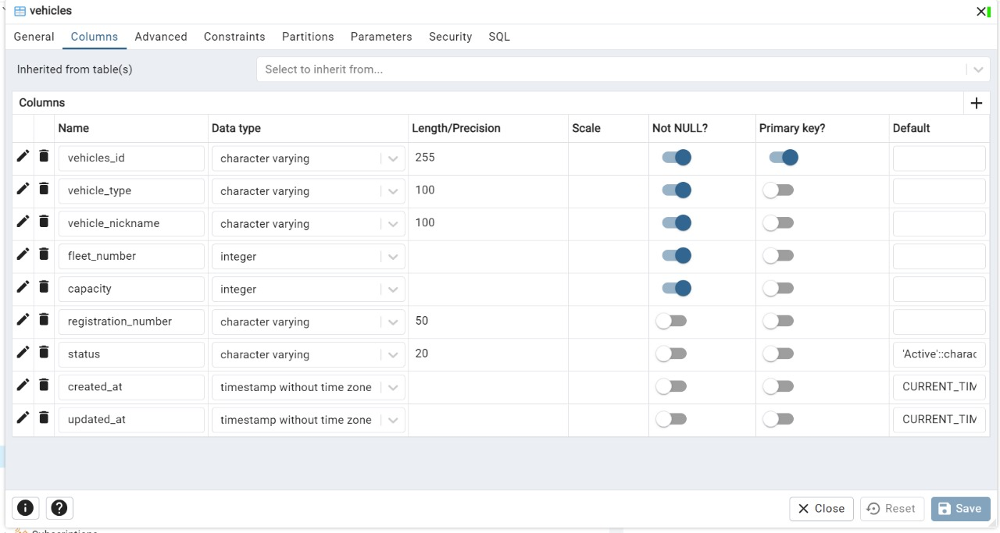 vehicles
General Columns Advanced Constraints Partitions Parameters Security SQL
Inherited from table(s) Select to inherit from...
Columns
Name Data type Length/Precision Scale Not NULL? Primary key? Default
vehicles_id character varying 255
vehicle_type character varying 100
vehicle_nickname character varying 100
fleet_number integer
capacity integer
registration_number character varying 50
status character varying 20 'Active'::charac
created_at timestamp without time zone CURRENT_TIM
updated_at timestamp without time zone CURRENT_TIM
Close Reset Save